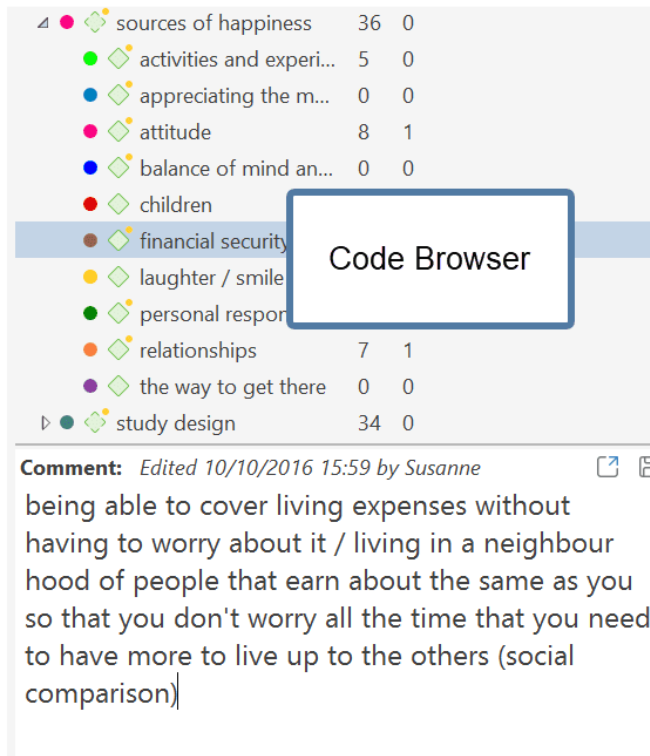 sources of happiness 36 0
activities and experi... 5 0
appreciating the m... 0 0
attitude 8 1
balance of mind an... 0 0
children
financial security
Code Browser
laughter / smile
personal respor
relationships 7 1
the way to get there 0 0
study design 34 0
Comment: Edited 10/10/2016 15:59 by Susanne
being able to cover living expenses without
having to worry about it / living in a neighbour
hood of people that earn about the same as you
so that you don't worry all the time that you need
to have more to live up to the others (social
comparison)